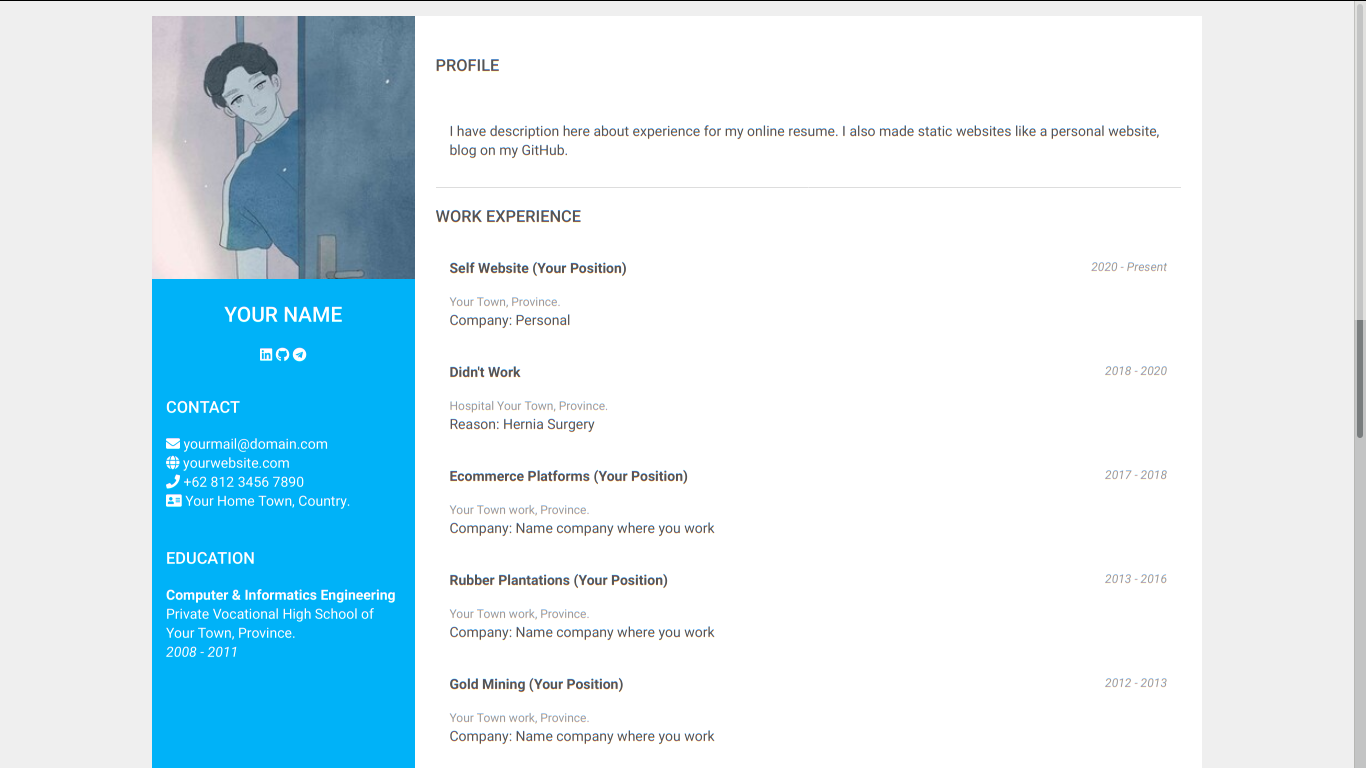 YOUR NAME
CONTACT
yourmail@domain.com
yourwebsite.com
+62 812 3456 7890
Your Home Town, Country.
EDUCATION
Computer & Informatics Engineering
Private Vocational High School of
Your Town, Province.
2008 - 2011
PROFILE
I have description here about experience for my online resume. I also made static websites like a personal website,
blog on my GitHub.
WORK EXPERIENCE
Self Website (Your Position)
2020 - Present
Your Town, Province.
Company: Personal
Didn't Work
2018 - 2020
Hospital Your Town, Province.
Reason: Hernia Surgery
Ecommerce Platforms (Your Position)
2017 - 2018
Your Town work, Province.
Company: Name company where you work
Rubber Plantations (Your Position)
2013 - 2016
Your Town work, Province.
Company: Name company where you work
Gold Mining (Your Position)
2012 - 2013
Your Town work, Province.
Company: Name company where you work